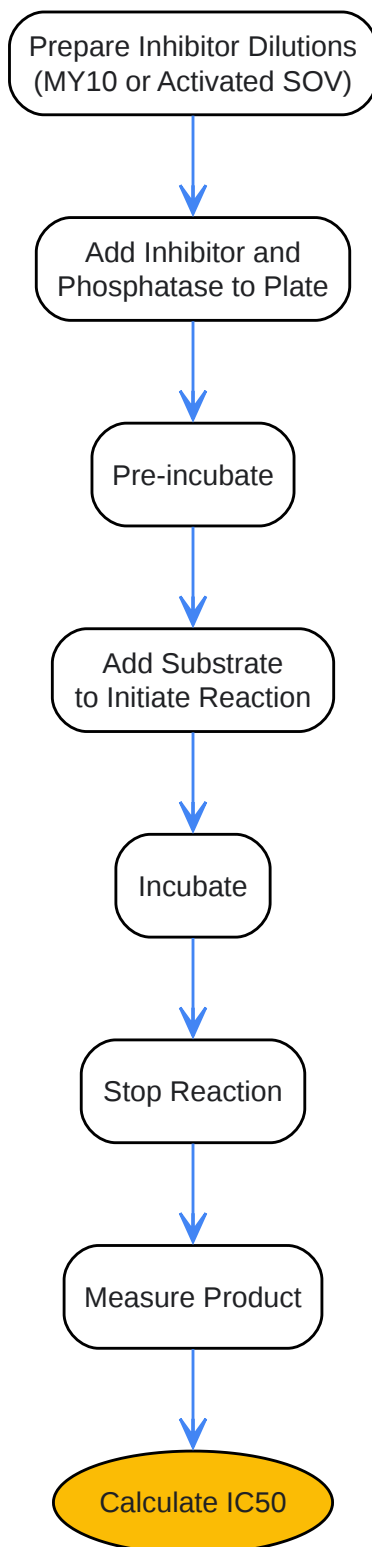 Prepare Inhibitor Dilutions
(MY10 or Activated SOV)
Add Inhibitor and
Phosphatase to Plate
Pre-incubate
Add Substrate
to Initiate Reaction
Incubate
Stop Reaction
Measure Product
Calculate IC50